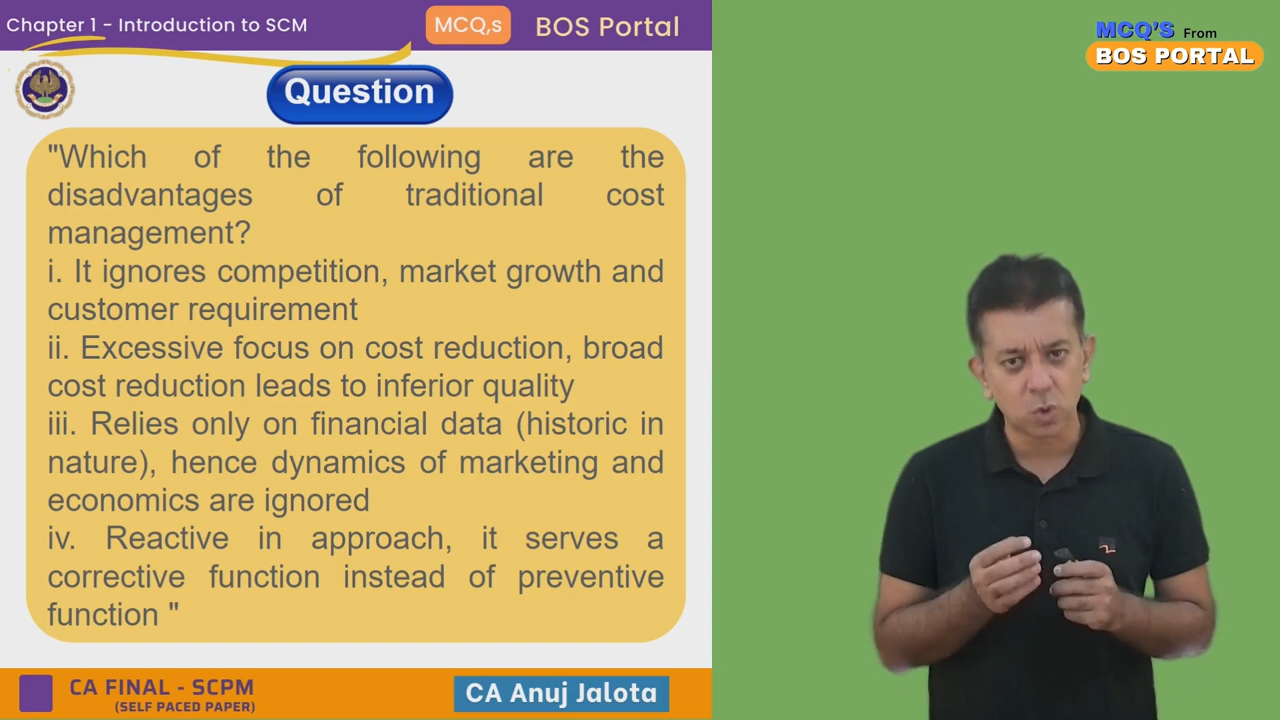 Chapter 1 - Introduction to SCM
MCQ,s
BOS Portal
MCQ'S From
BOS PORTAL
Question
"Which of the following are the
disadvantages of traditional cost
management?
i. It ignores competition, market growth and
customer requirement
ii. Excessive focus on cost reduction, broad
cost reduction leads to inferior quality
iii. Relies only on financial data (historic in
nature), hence dynamics of marketing and
economics are ignored
iv. Reactive in approach, it serves a
corrective function instead of preventive
function "
CA FINAL - SCPM
(SELF PACED PAPER)
CA Anuj Jalota